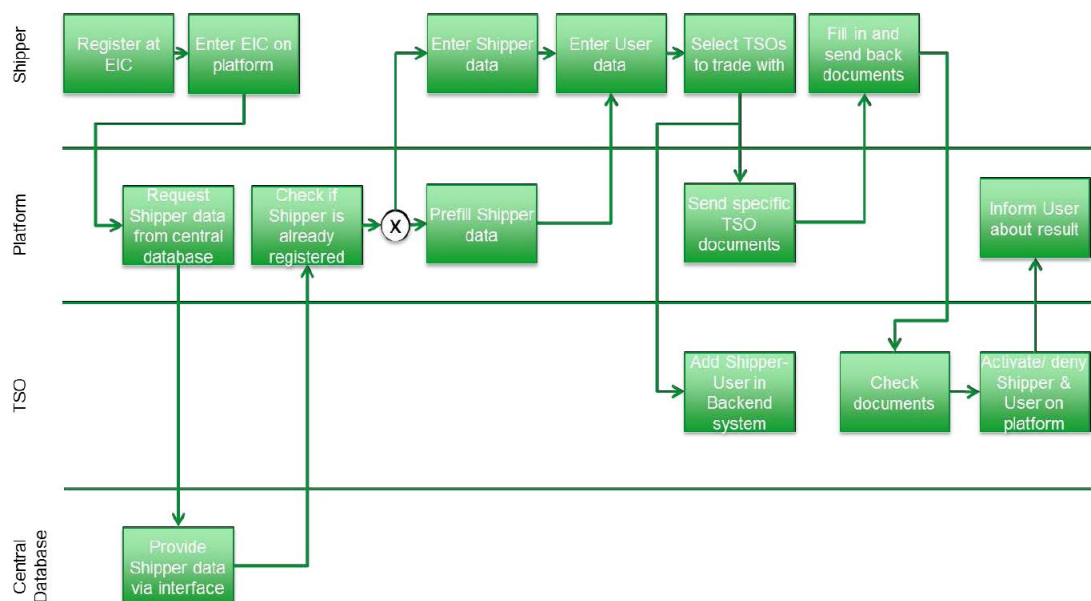 Shipper
Register at
EIC
Enter EIC on
platform
Enter Shipper
data
Enter User
data
Select TSOs
to trade with
Fill in and
send back
documents
Platform
Request
Shipper data
from central
database
Check if
Shipper is
already
registered
X
Prefill Shipper
data
Send specific
TSO
documents
Inform User
about result
TSO
Add Shipper-
User in
Backend
system
Check
documents
Activate/ deny
Shipper &
User on
platform
Central
Database
Provide
Shipper data
via interface